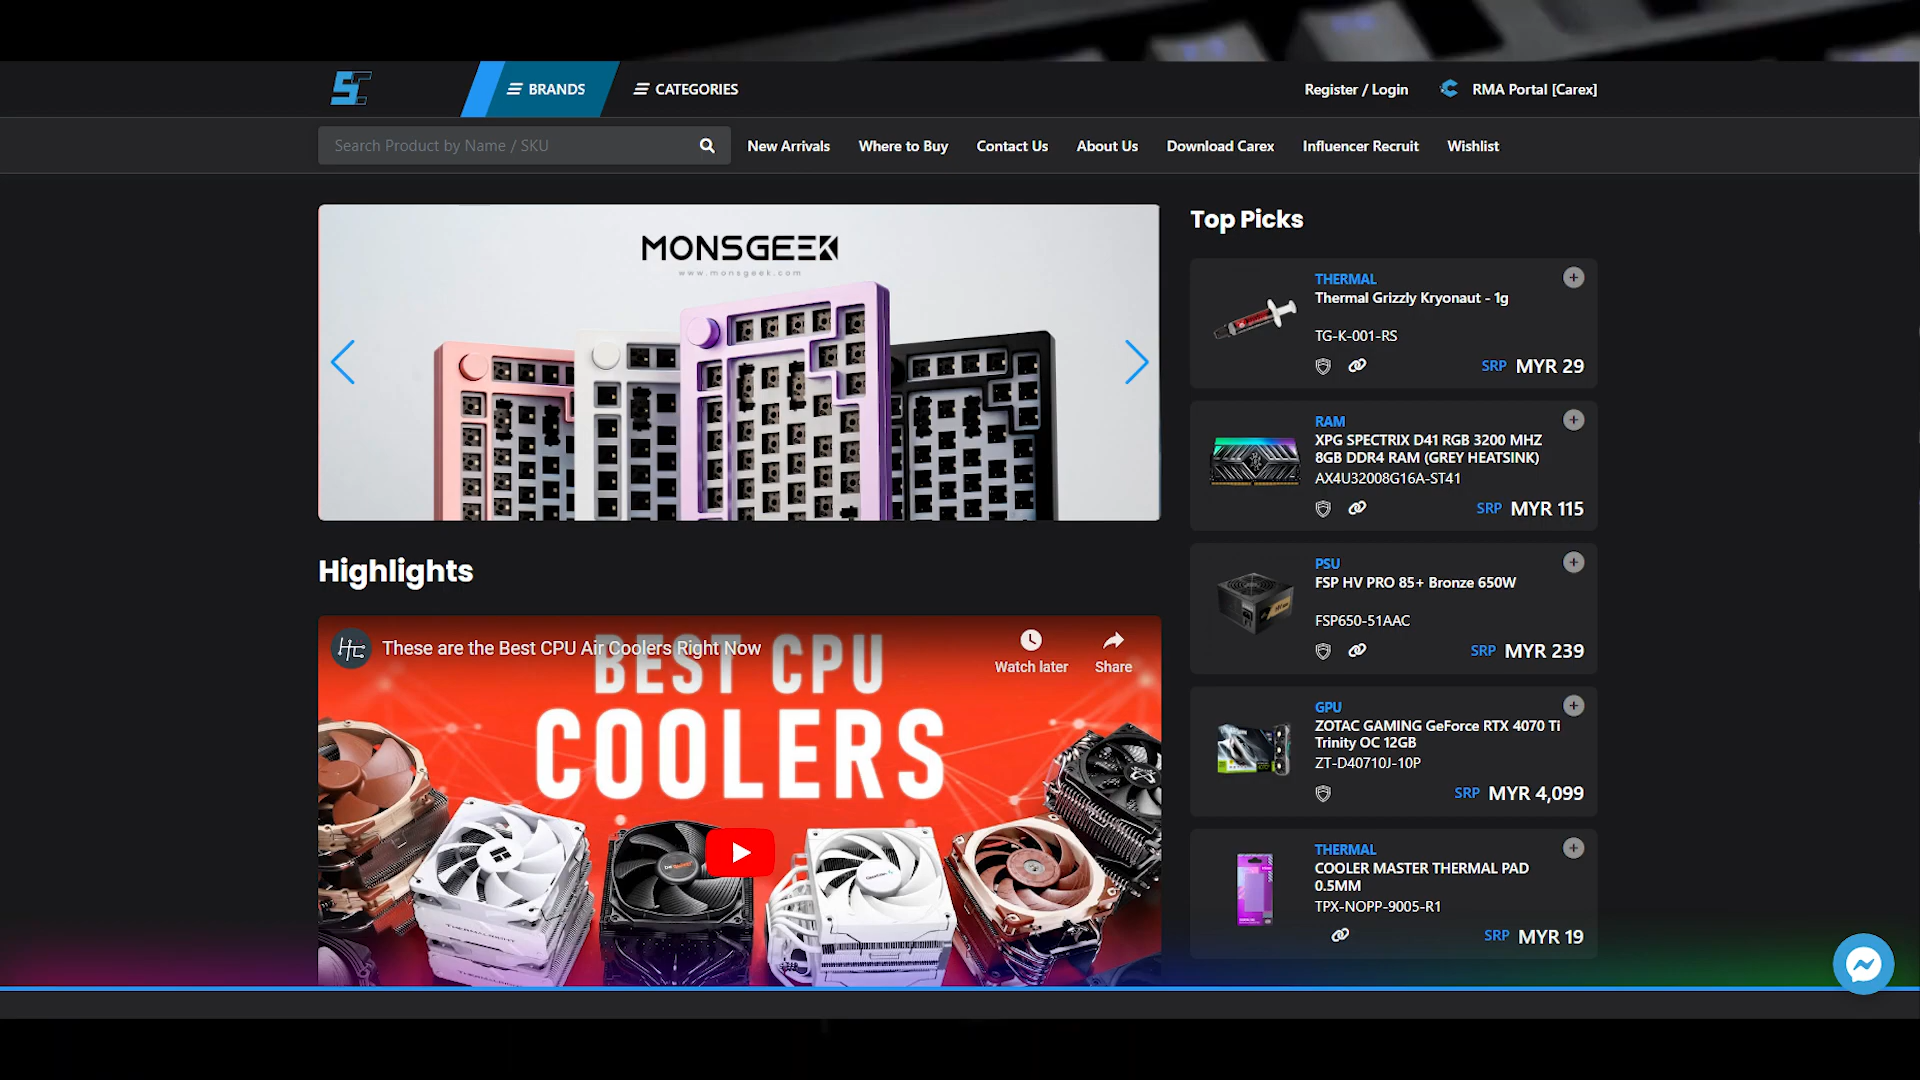 BRANDS
CATEGORIES
Register / Login
RMA Portal [Carex]
Search Product by Name / SKU
New Arrivals
Where to Buy
Contact Us
About Us
Download Carex
Influencer Recruit
Wishlist
MONSGEEK
www.monsgeek.com
Highlights
These are the Best CPU Air Coolers Right Now
Watch later
Share
BEST CPU
COOLERS
THERMALRIGHT
THERMALRIGHT
Top Picks
THERMAL
Thermal Grizzly Kryonaut - 1g
TG-K-001-RS
SRP MYR 29
RAM
XPG SPECTRIX D41 RGB 3200 MHZ
8GB DDR4 RAM (GREY HEATSINK)
AX4U32008G16A-ST41
SRP MYR 115
PSU
FSP HV PRO 85+ Bronze 650W
FSP650-51AAC
SRP MYR 239
GPU
ZOTAC GAMING GeForce RTX 4070 Ti
Trinity OC 12GB
ZT-D40710J-10P
SRP MYR 4,099
THERMAL
COOLER MASTER THERMAL PAD
0.5MM
TPX-NOPP-9005-R1
SRP MYR 19